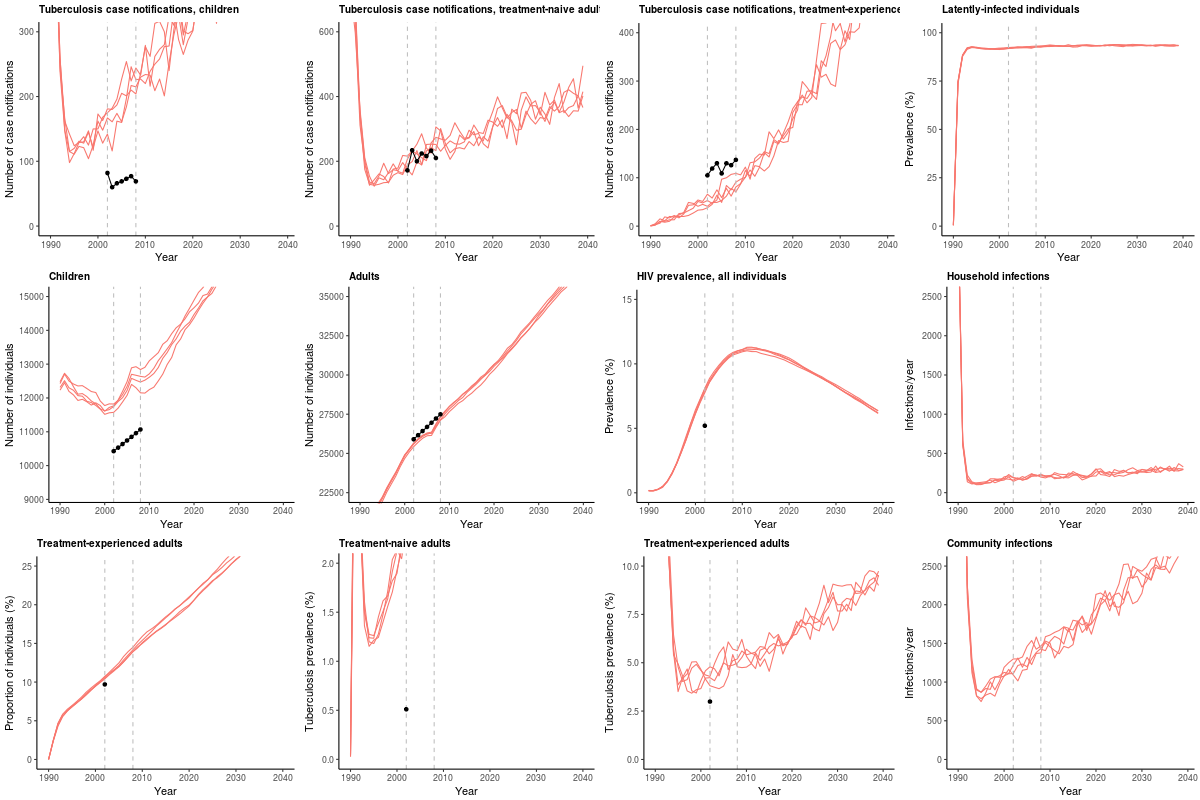 Tuberculosis case notifications, children
Number of case notifications
300
200
100
0
1990 2000 2010 2020 2030 2040
Year
Tuberculosis case notifications, treatment-naive adult
Number of case notifications
600
400
200
0
1990 2000 2010 2020 2030 2040
Year
Tuberculosis case notifications, treatment-experience
Number of case notifications
400
300
200
100
0
1990 2000 2010 2020 2030 2040
Year
Latently-infected individuals
Prevalence (%)
100
75
50
25
0
1990 2000 2010 2020 2030 2040
Year
Children
Number of individuals
15000
14000
13000
12000
11000
10000
9000
1990 2000 2010 2020 2030 2040
Year
Adults
Number of individuals
35000
32500
30000
27500
25000
22500
1990 2000 2010 2020 2030 2040
Year
HIV prevalence, all individuals
Prevalence (%)
15
10
5
0
1990 2000 2010 2020 2030 2040
Year
Household infections
Infections/year
2500
2000
1500
1000
500
0
1990 2000 2010 2020 2030 2040
Year
Treatment-experienced adults
Proportion of individuals (%)
25
20
15
10
5
0
1990 2000 2010 2020 2030 2040
Year
Treatment-naive adults
Tuberculosis prevalence (%)
2.0
1.5
1.0
0.5
0.0
1990 2000 2010 2020 2030 2040
Year
Treatment-experienced adults
Tuberculosis prevalence (%)
10.0
7.5
5.0
2.5
0.0
1990 2000 2010 2020 2030 2040
Year
Community infections
Infections/year
2500
2000
1500
1000
500
0
1990 2000 2010 2020 2030 2040
Year